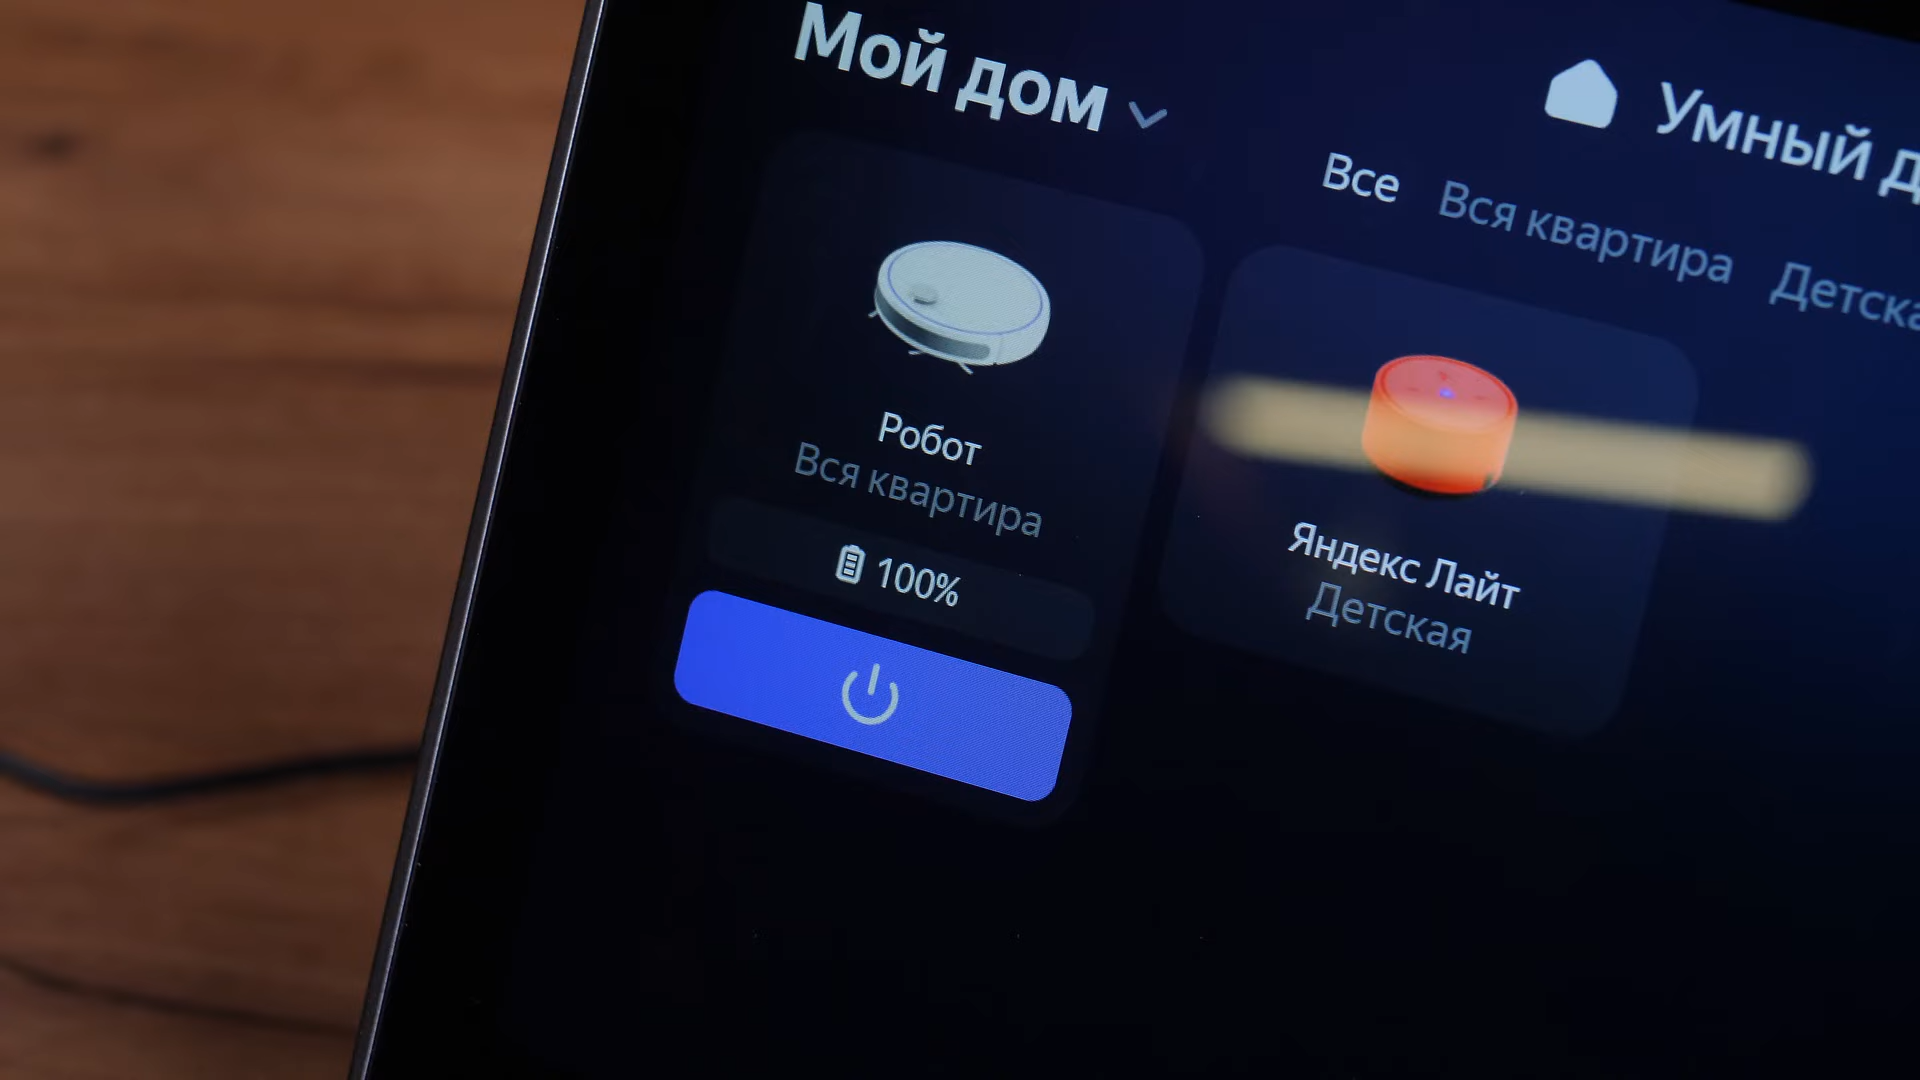 Мой дом
Умный д
Все Вся квартира Детска
Робот
Вся квартира
100%
Яндекс Лайт
Детская